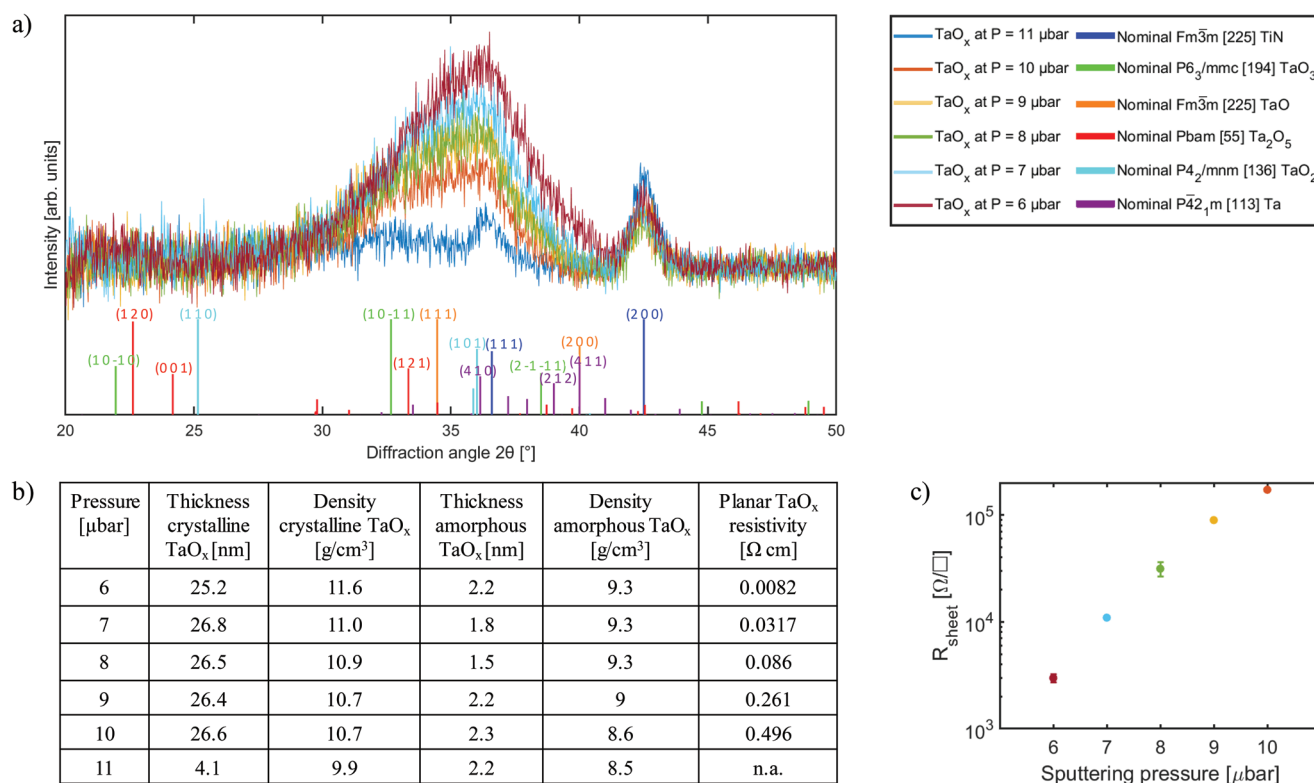 a)
Intensity [arb. units]
(1 2 0)
(1 1 0)
(1 0 -1 1)
(1 1 1)
(2 0 0)
(1 0 1)
(1 1 1)
(2 0 0)
(1 0 -1 0)
(0 0 1)
(1 2 1)
(4 1 0)
(2 -1 -1 1)
(4 1 1)
(2 1 2)
20 25 30 35 40 45 50
Diffraction angle 2θ [°]
TaOₓ at P = 11 µbar Nominal Fm3̅m [225] TiN
TaOₓ at P = 10 µbar Nominal P6₃/mmc [194] TaO₃
TaOₓ at P = 9 µbar Nominal Fm3̅m [225] TaO
TaOₓ at P = 8 µbar Nominal Pbam [55] Ta₂O₅
TaOₓ at P = 7 µbar Nominal P4₂/mnm [136] TaO₂
TaOₓ at P = 6 µbar Nominal P4̅2₁m [113] Ta
b)
Pressure [µbar] Thickness crystalline TaOₓ [nm] Density crystalline TaOₓ [g/cm³] Thickness amorphous TaOₓ [nm] Density amorphous TaOₓ [g/cm³] Planar TaOₓ resistivity [Ω cm]
6 25.2 11.6 2.2 9.3 0.0082
7 26.8 11.0 1.8 9.3 0.0317
8 26.5 10.9 1.5 9.3 0.086
9 26.4 10.7 2.2 9 0.261
10 26.6 10.7 2.3 8.6 0.496
11 4.1 9.9 2.2 8.5 n.a.
c)
R_sheet [Ω/□]
10⁵
10⁴
10³
6 7 8 9 10
Sputtering pressure [µbar]